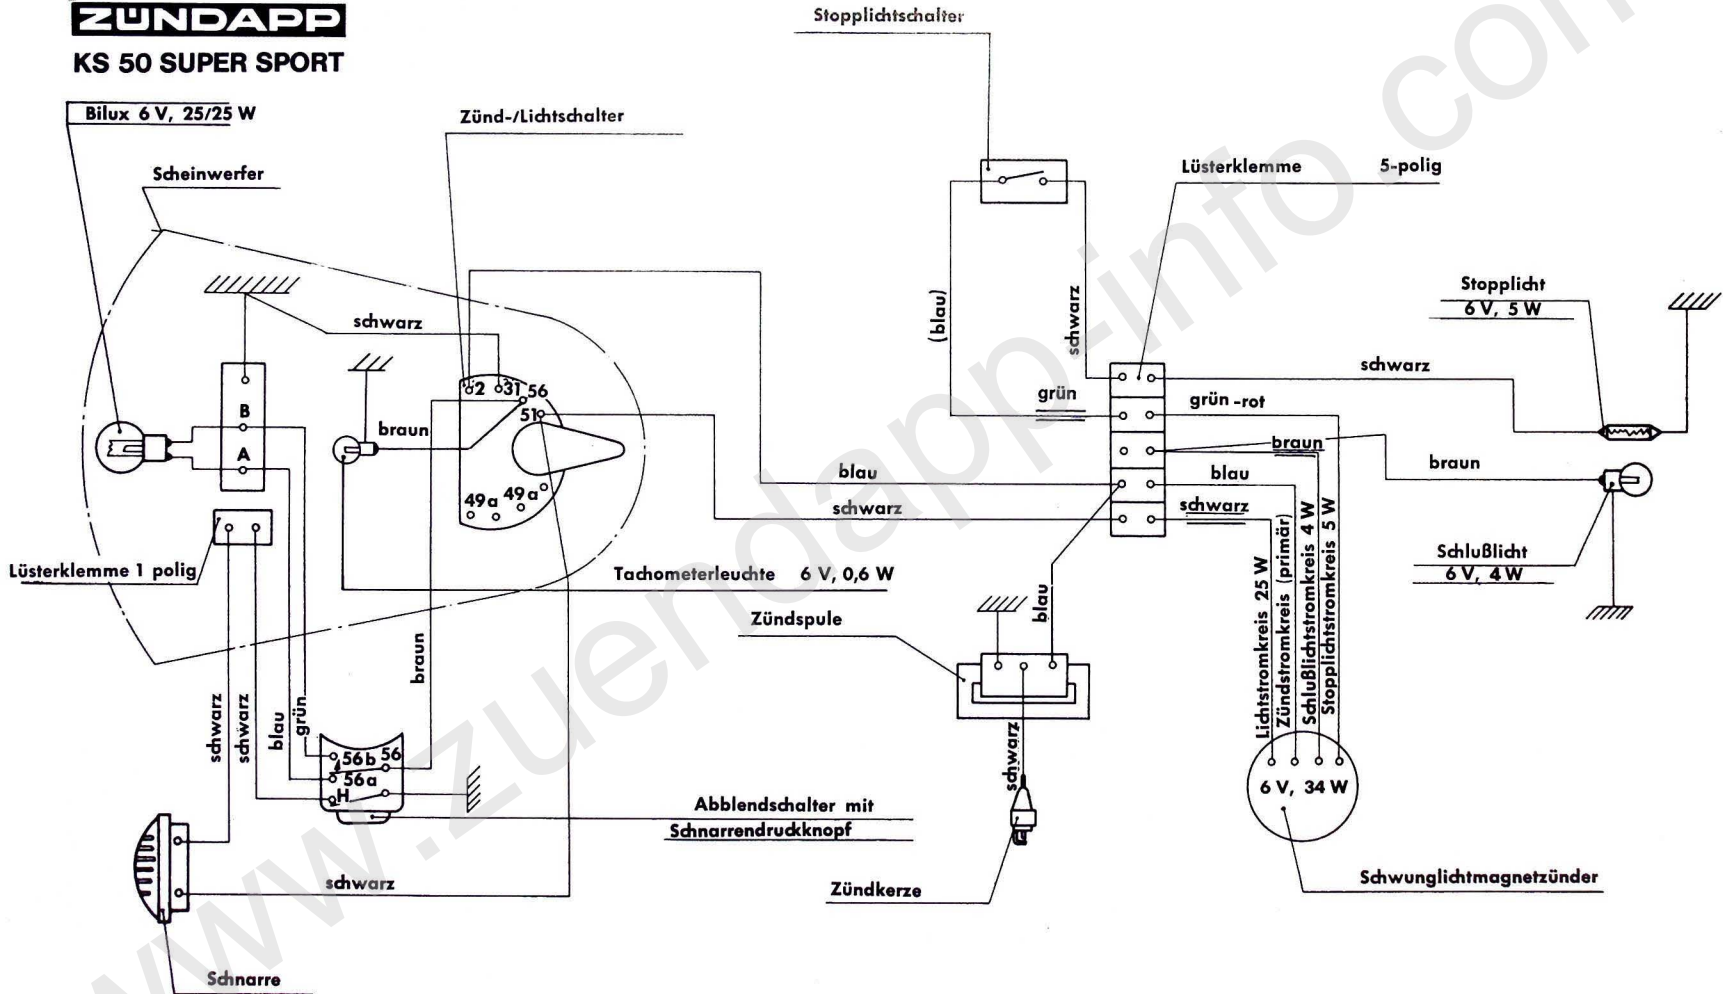 ZÜNDAPP
KS 50 SUPER SPORT
Stopplichtschalter
Bilux 6 V, 25/25 W
Zünd-/Lichtschalter
Scheinwerfer
Lüsterklemme 5-polig
Stopplicht
6 V, 5 W
schwarz
(blau)
schwarz
schwarz
2
31
56
51
49a
49a
B
A
braun
grün
grün-rot
braun
braun
blau
blau
schwarz
schwarz
Schlußlicht
6 V, 4 W
Lüsterklemme 1 polig
Tachometerleuchte 6 V, 0,6 W
Zündspule
blau
braun
Lichtstromkreis 25 W
Zündstromkreis (primär)
Schlußlichtstromkreis 4 W
Stopplichtstromkreis 5 W
schwarz
schwarz
blau
grün
56b
56
56a
H
schwarz
6 V, 34 W
Abblendschalter mit
Schnarrendruckknopf
schwarz
Zündkerze
Schwunglichtmagnetzünder
Schnarre
www.zuendapp-info.com